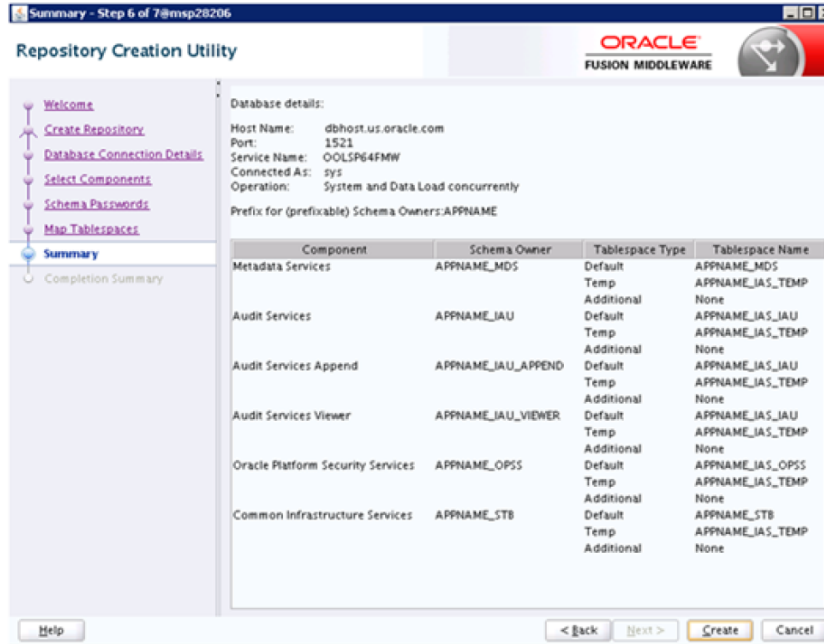 Summary - Step 6 of 7@msp28206
Repository Creation Utility
ORACLE
FUSION MIDDLEWARE
Welcome
Create Repository
Database Connection Details
Select Components
Schema Passwords
Map Tablespaces
Summary
Completion Summary
Database details:
Host Name: dbhost.us.oracle.com
Port: 1521
Service Name: OOLSP64FMW
Connected As: sys
Operation: System and Data Load concurrently
Prefix for (prefixable) Schema Owners:APPNAME
Component Schema Owner Tablespace Type Tablespace Name
Metadata Services APPNAME_MDS Default APPNAME_MDS
Temp APPNAME_IAS_TEMP
Additional None
Audit Services APPNAME_IAU Default APPNAME_IAS_IAU
Temp APPNAME_IAS_TEMP
Additional None
Audit Services Append APPNAME_IAU_APPEND Default APPNAME_IAS_IAU
Temp APPNAME_IAS_TEMP
Additional None
Audit Services Viewer APPNAME_IAU_VIEWER Default APPNAME_IAS_IAU
Temp APPNAME_IAS_TEMP
Additional None
Oracle Platform Security Services APPNAME_OPSS Default APPNAME_IAS_OPSS
Temp APPNAME_IAS_TEMP
Additional None
Common Infrastructure Services APPNAME_STB Default APPNAME_STB
Temp APPNAME_IAS_TEMP
Additional None
Help < Back Next > Create Cancel